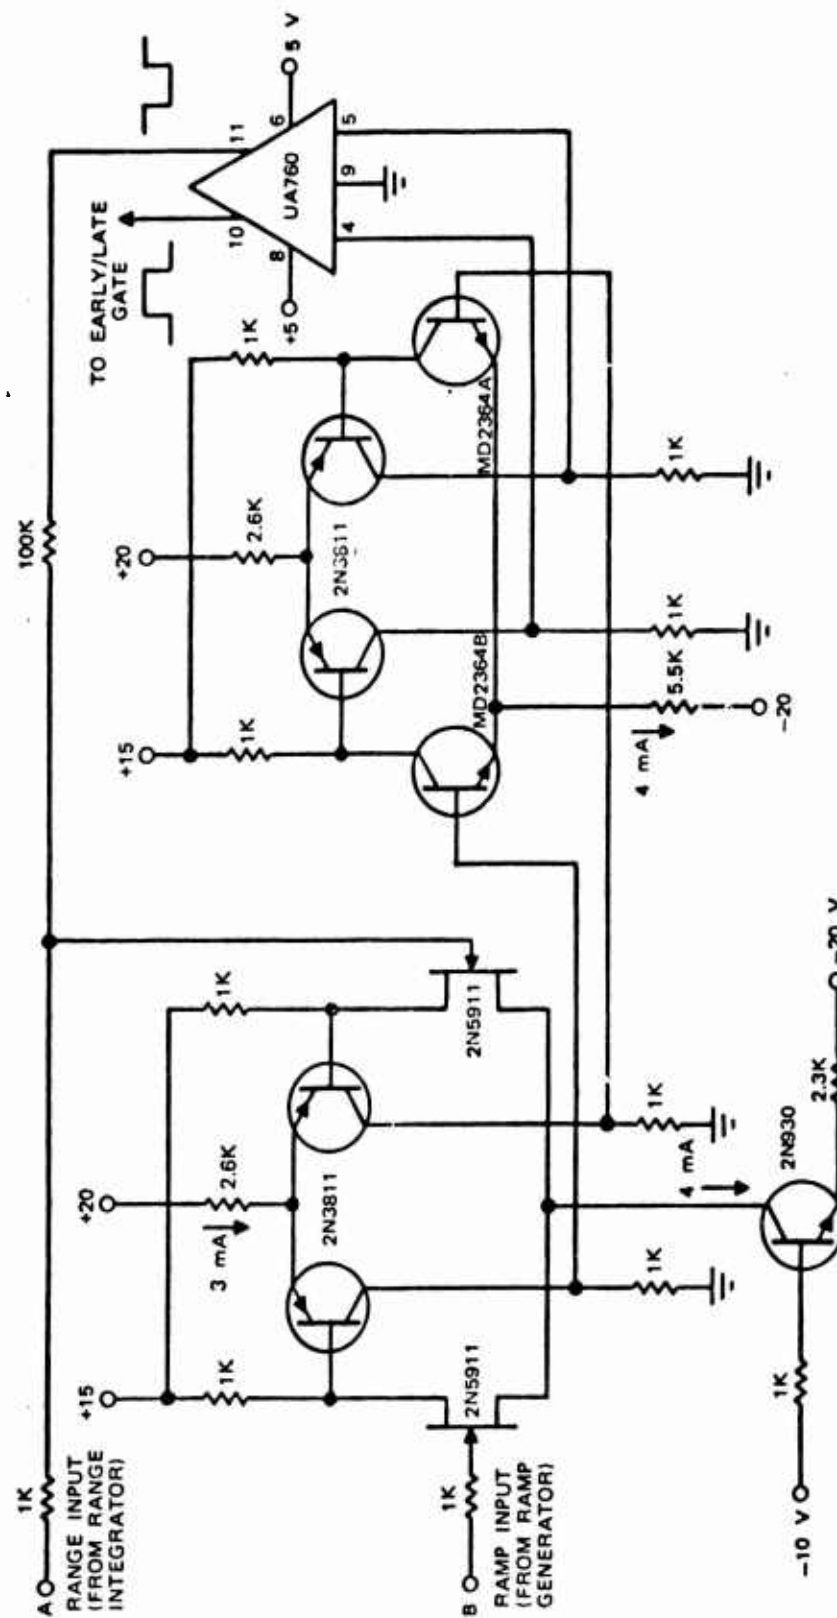 A
1K
RANGE INPUT
(FROM RANGE
INTEGRATOR)
100K
TO EARLY/LATE
GATE
10
11
8
6
+5
5 V
UA760
4
9
5
+15
+20
1K
2.6K
3 mA
1K
2N3811
2N5911
2N5911
B
1K
RAMP INPUT
(FROM RAMP
GENERATOR)
1K
1K
4 mA
2N930
1K
-10 V
2.3K
-20 V
+15
+20
1K
2.6K
1K
MD2364B
MD2364A
4 mA
5.5K
-20
1K
1K